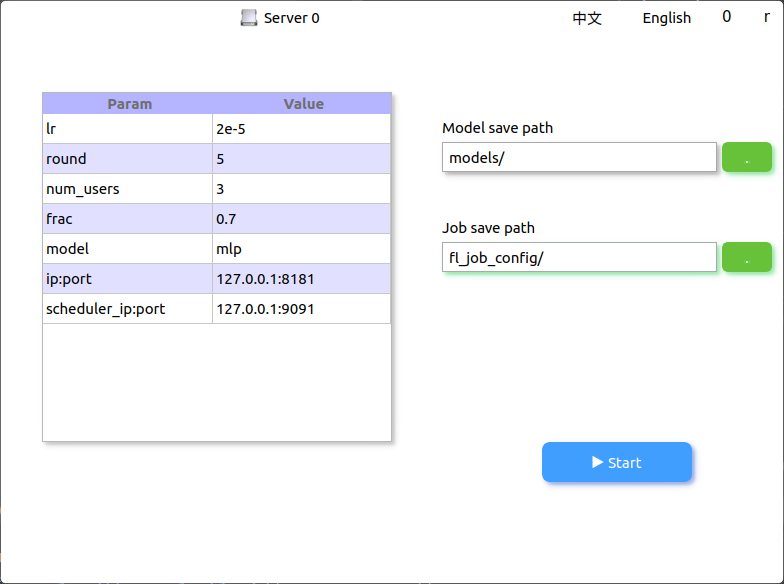 Server 0 中文 English 0 r
Param Value
lr 2e-5
round 5
num_users 3
frac 0.7
model mlp
ip:port 127.0.0.1:8181
scheduler_ip:port 127.0.0.1:9091
Model save path
models/ .
Job save path
fl_job_config/ .
Start